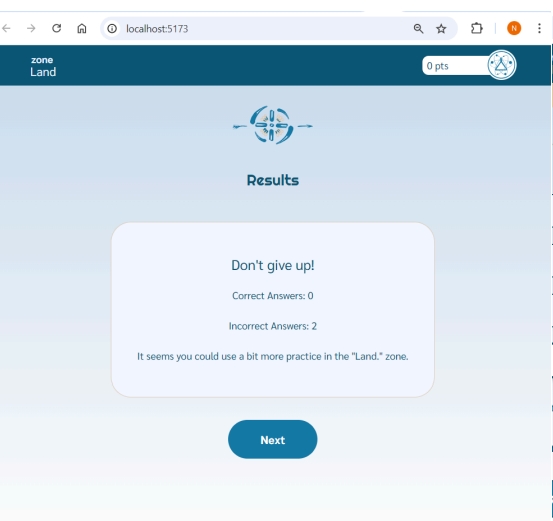 localhost:5173
N
zone
Land
0 pts
Results
Don't give up!
Correct Answers: 0
Incorrect Answers: 2
It seems you could use a bit more practice in the "Land." zone.
Next